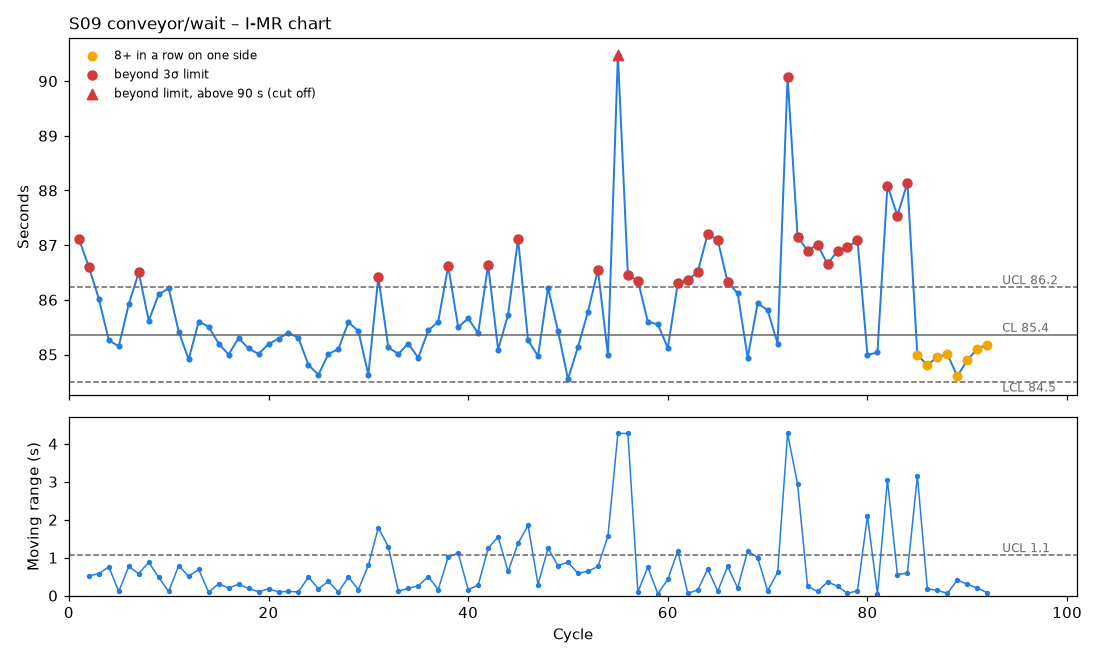 S09 conveyor/wait – I-MR chart
8+ in a row on one side
beyond 3σ limit
beyond limit, above 90 s (cut off)
Seconds
90
89
88
87
86
85
UCL 86.2
CL 85.4
LCL 84.5
Moving range (s)
4
3
2
1
0
UCL 1.1
0 20 40 60 80 100
Cycle